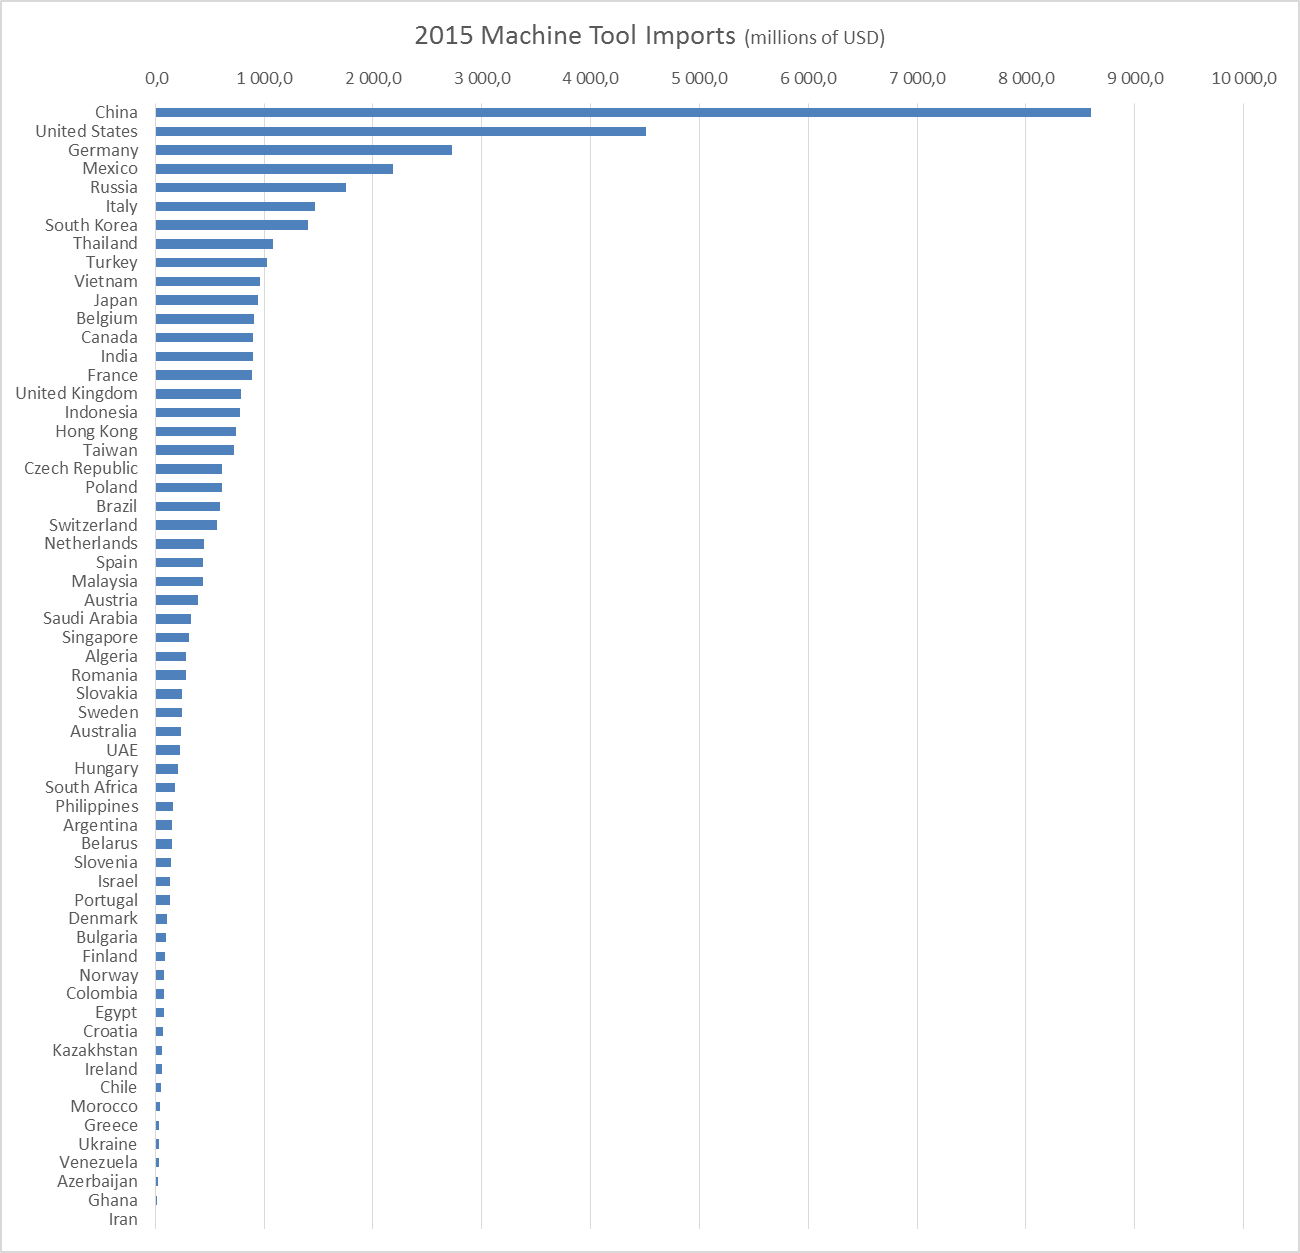 2015 Machine Tool Imports (millions of USD)
0,0 1 000,0 2 000,0 3 000,0 4 000,0 5 000,0 6 000,0 7 000,0 8 000,0 9 000,0 10 000,0
China
United States
Germany
Mexico
Russia
Italy
South Korea
Thailand
Turkey
Vietnam
Japan
Belgium
Canada
India
France
United Kingdom
Indonesia
Hong Kong
Taiwan
Czech Republic
Poland
Brazil
Switzerland
Netherlands
Spain
Malaysia
Austria
Saudi Arabia
Singapore
Algeria
Romania
Slovakia
Sweden
Australia
UAE
Hungary
South Africa
Philippines
Argentina
Belarus
Slovenia
Israel
Portugal
Denmark
Bulgaria
Finland
Norway
Colombia
Egypt
Croatia
Kazakhstan
Ireland
Chile
Morocco
Greece
Ukraine
Venezuela
Azerbaijan
Ghana
Iran